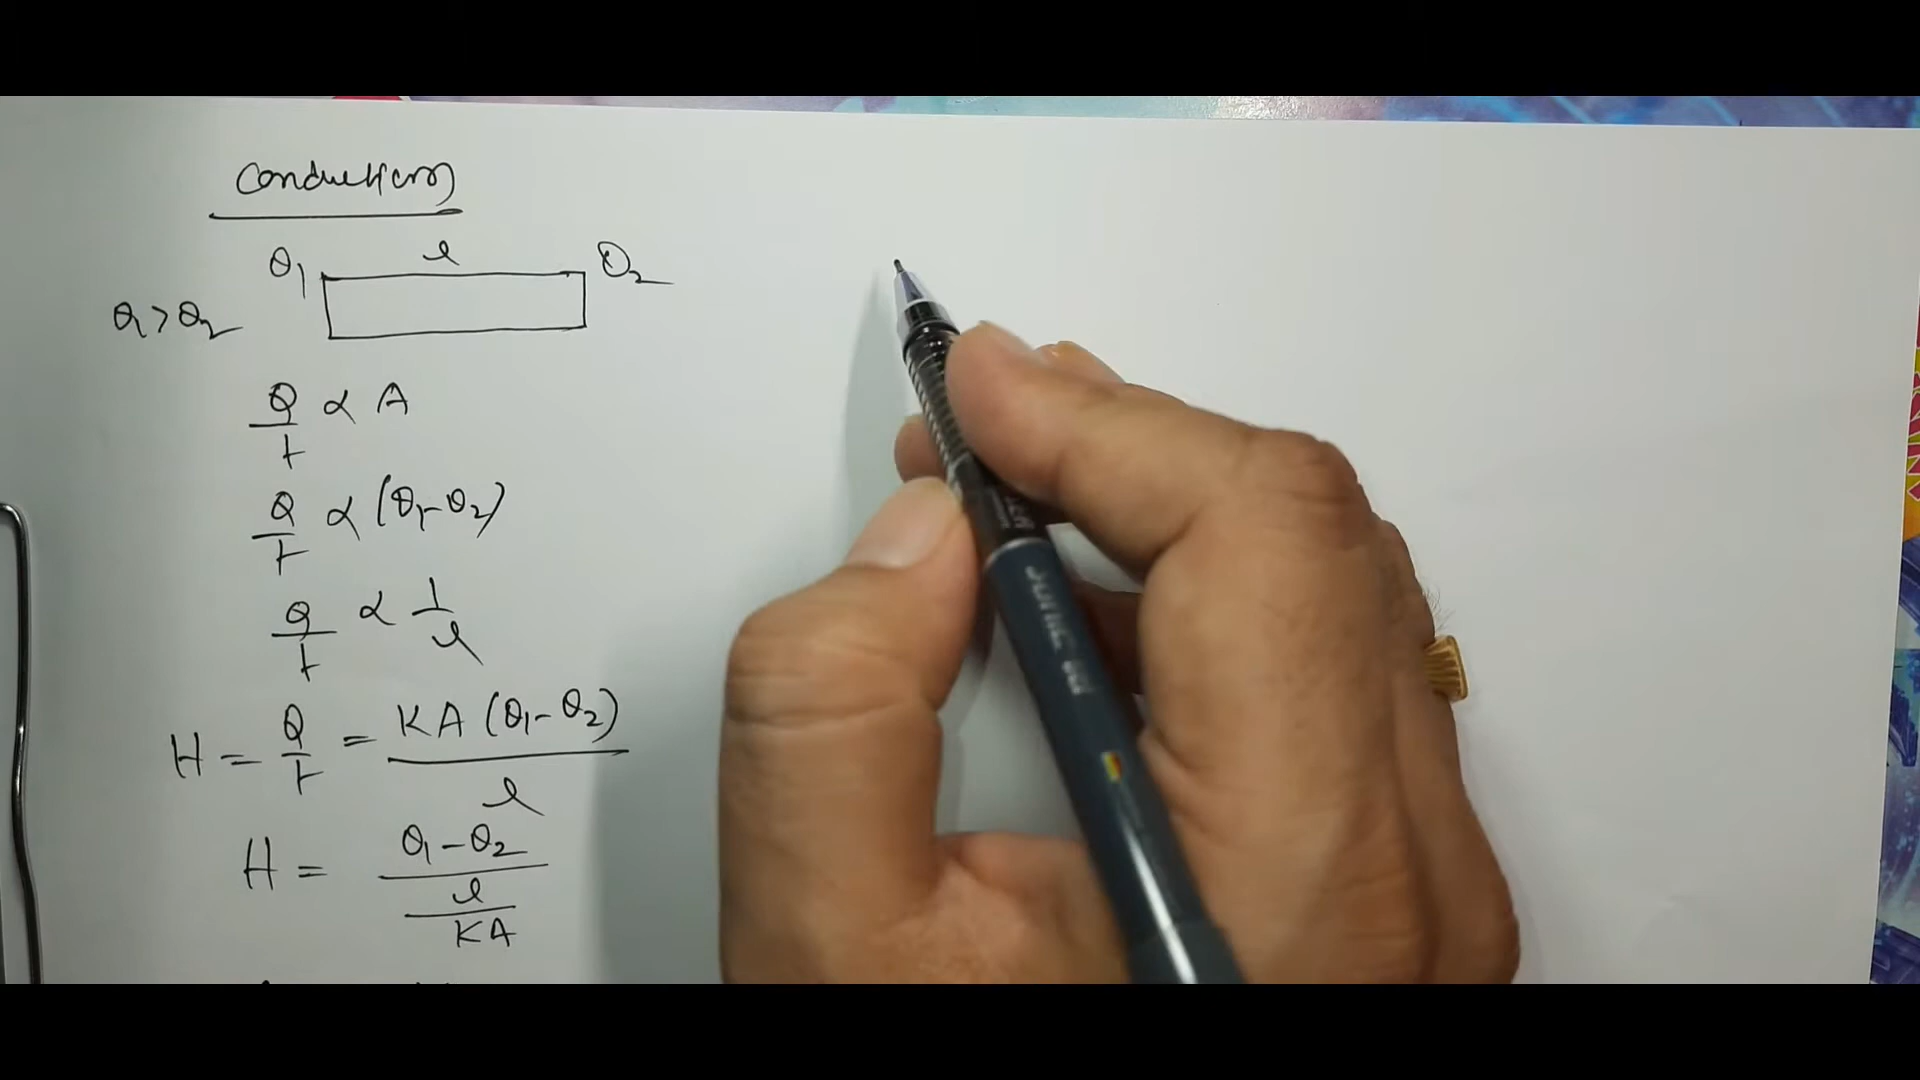 Conduction
θ₁ l θ₂
θ₁ > θ₂
Q/t ∝ A
Q/t ∝ (θ₁-θ₂)
Q/t ∝ 1/l
H = Q/t = KA(θ₁-θ₂)/l
H = (θ₁-θ₂)/(l/KA)